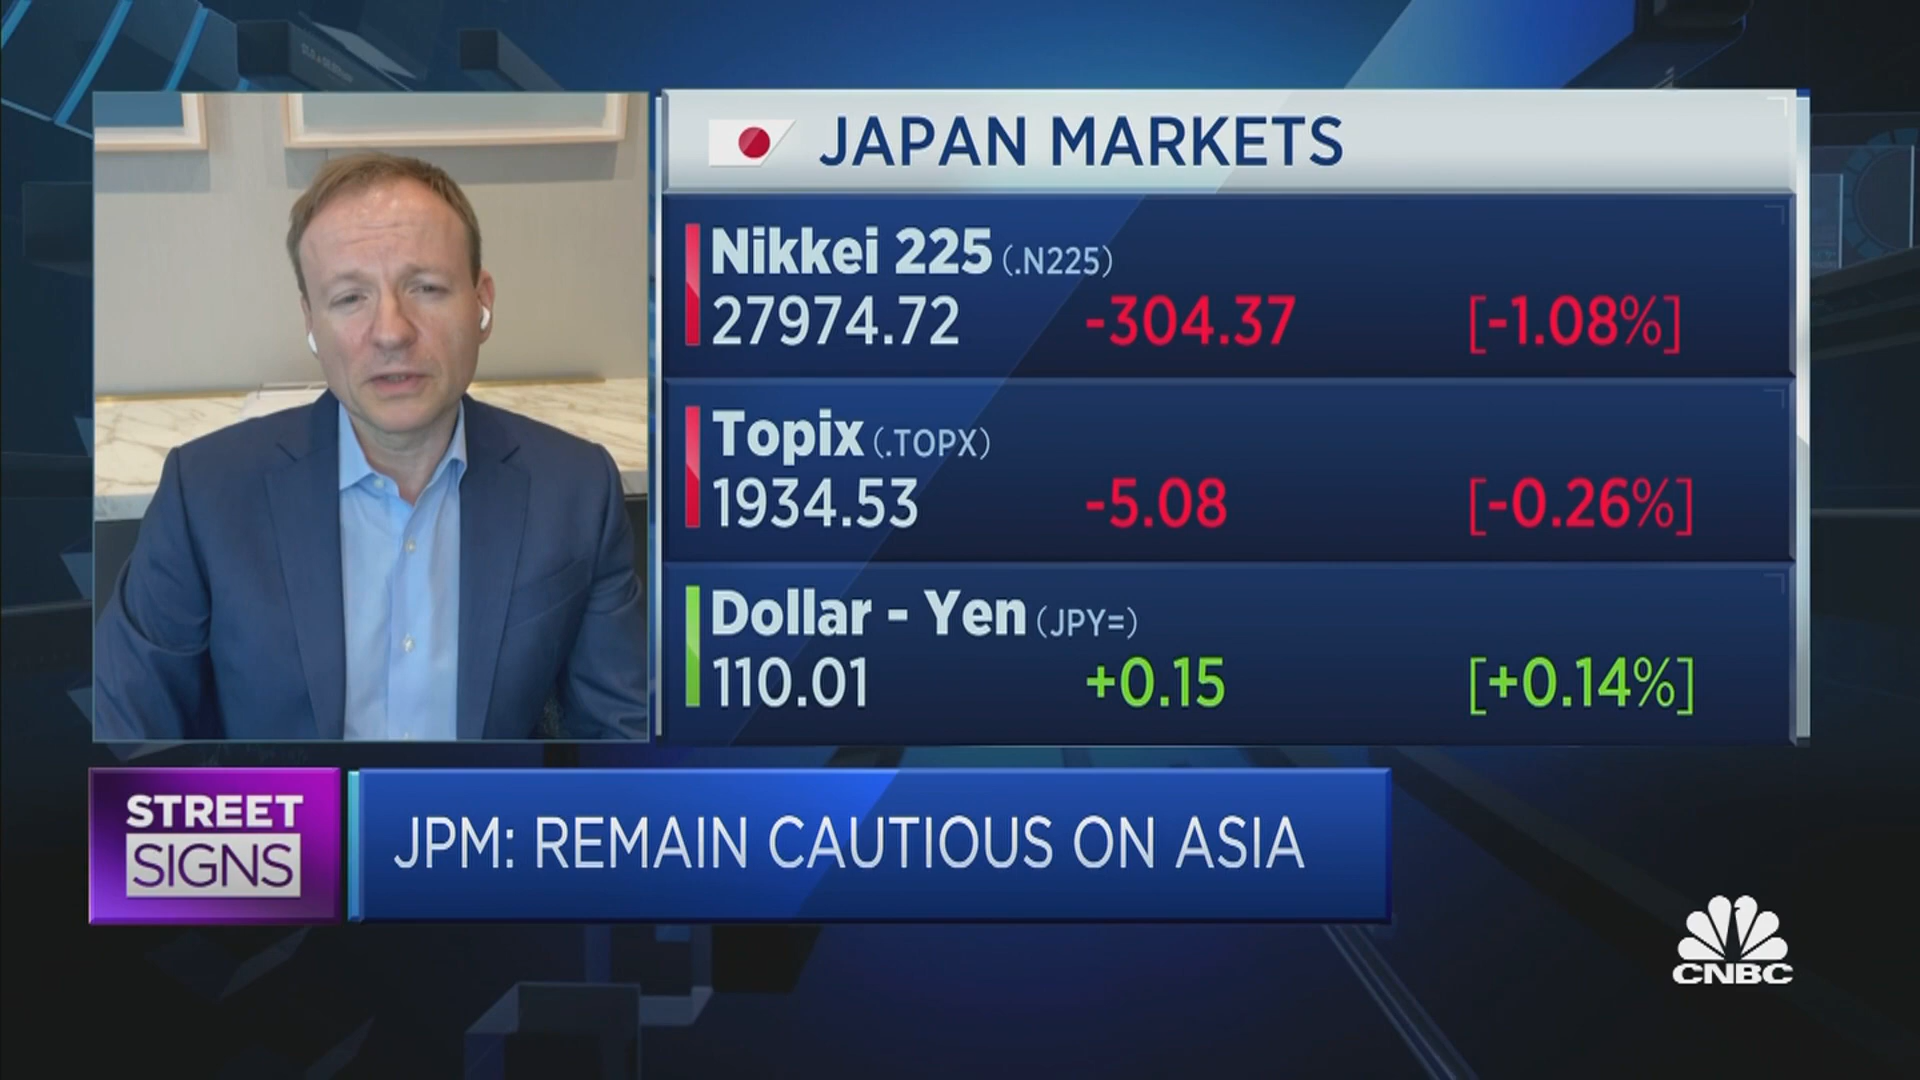 JAPAN MARKETS
Nikkei 225 (.N225)
27974.72 -304.37 [-1.08%]
Topix (.TOPX)
1934.53 -5.08 [-0.26%]
Dollar - Yen (JPY=)
110.01 +0.15 [+0.14%]
STREET
SIGNS
JPM: REMAIN CAUTIOUS ON ASIA
CNBC